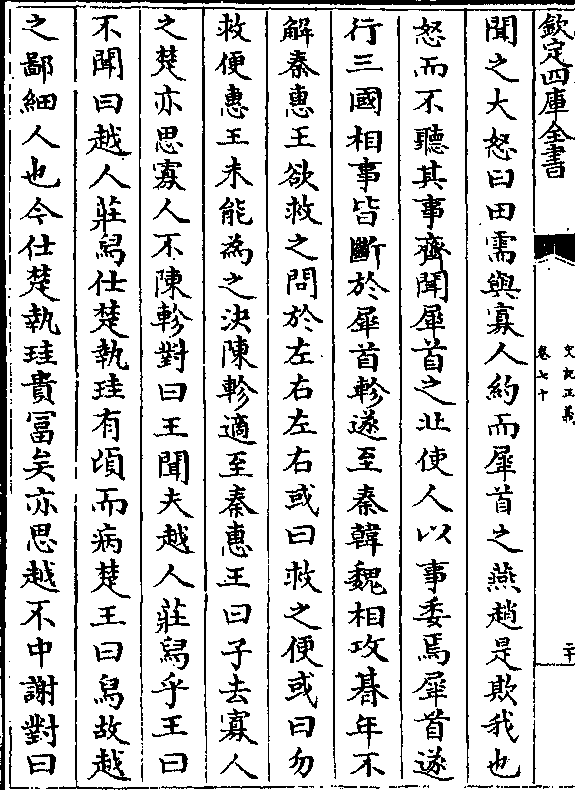 欽定四庫全書
史記正義
卷七十
二十
聞之大怒曰田需與寡人約而犀首之燕趙是欺我也
怒而不聽其事齊聞犀首之北使人以事委焉犀首遂
行三國相事皆斷於犀首軫遂至秦韓魏相攻朞年不
解秦惠王欲救之問於左右左右或曰救之便或曰勿
救便惠王未能為之決陳軫適至秦惠王曰子去寡人
之楚亦思寡人不陳軫對曰王聞夫越人莊舄乎王曰
不聞曰越人莊舄仕楚執珪有頃而病楚王曰舄故越
之鄙細人也今仕楚執珪貴冨矣亦思越不中謝對曰